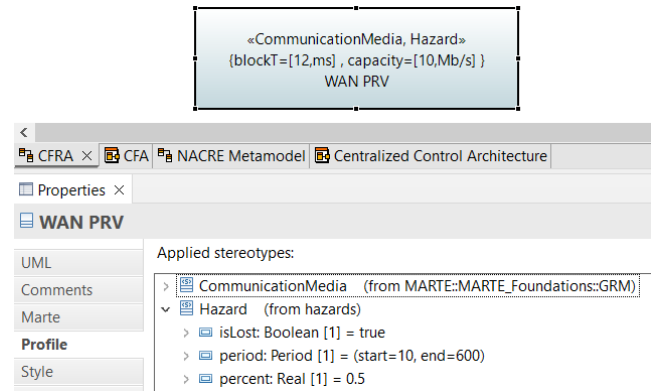 «CommunicationMedia, Hazard»
{blockT=[12,ms] , capacity=[10,Mb/s] }
WAN PRV
CFRA CFA NACRE Metamodel Centralized Control Architecture
Properties
WAN PRV
UML
Comments
Marte
Profile
Style
Applied stereotypes:
CommunicationMedia (from MARTE::MARTE_Foundations::GRM)
Hazard (from hazards)
isLost: Boolean [1] = true
period: Period [1] = (start=10, end=600)
percent: Real [1] = 0.5